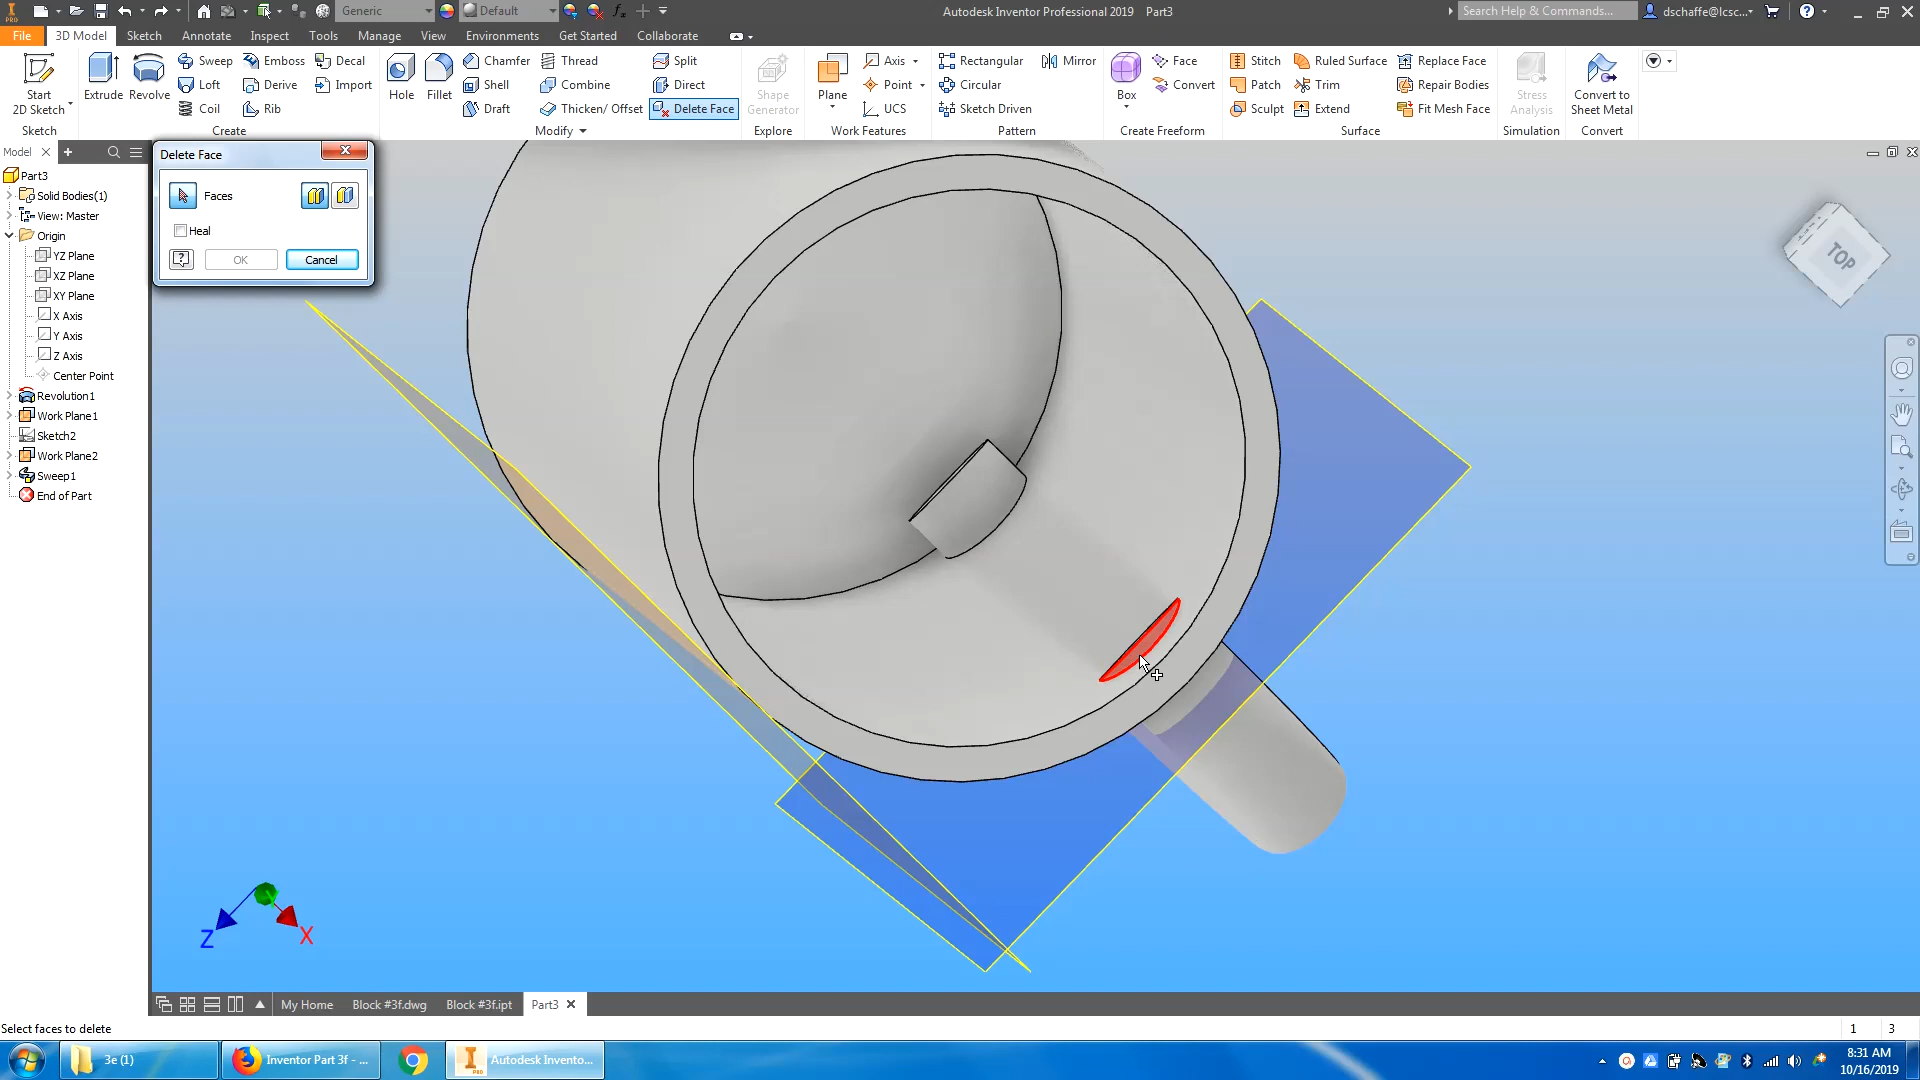 PRO
Generic
Default
Autodesk Inventor Professional 2019 Part3
Search Help & Commands...
dschaffe@lcsc...
File 3D Model Sketch Annotate Inspect Tools Manage View Environments Get Started Collaborate
Start
2D Sketch
Extrude
Revolve
Sweep
Loft
Coil
Emboss
Derive
Rib
Decal
Import
Hole
Fillet
Chamfer
Shell
Draft
Thread
Combine
Thicken/ Offset
Split
Direct
Delete Face
Shape
Generator
Plane
Axis
Point
UCS
Rectangular
Circular
Sketch Driven
Mirror
Box
Face
Convert
Stitch
Patch
Sculpt
Ruled Surface
Trim
Extend
Replace Face
Repair Bodies
Fit Mesh Face
Stress
Analysis
Convert to
Sheet Metal
Sketch Create Modify Explore Work Features Pattern Create Freeform Surface Simulation Convert
Model
Part3
Solid Bodies(1)
View: Master
Origin
YZ Plane
XZ Plane
XY Plane
X Axis
Y Axis
Z Axis
Center Point
Revolution1
Work Plane1
Sketch2
Work Plane2
Sweep1
End of Part
Delete Face
Faces
Heal
OK Cancel
TOP
Z
X
My Home Block #3f.dwg Block #3f.ipt Part3
Select faces to delete
1 3
3e (1)
Inventor Part 3f - ...
Autodesk Invento...
8:31 AM
10/16/2019